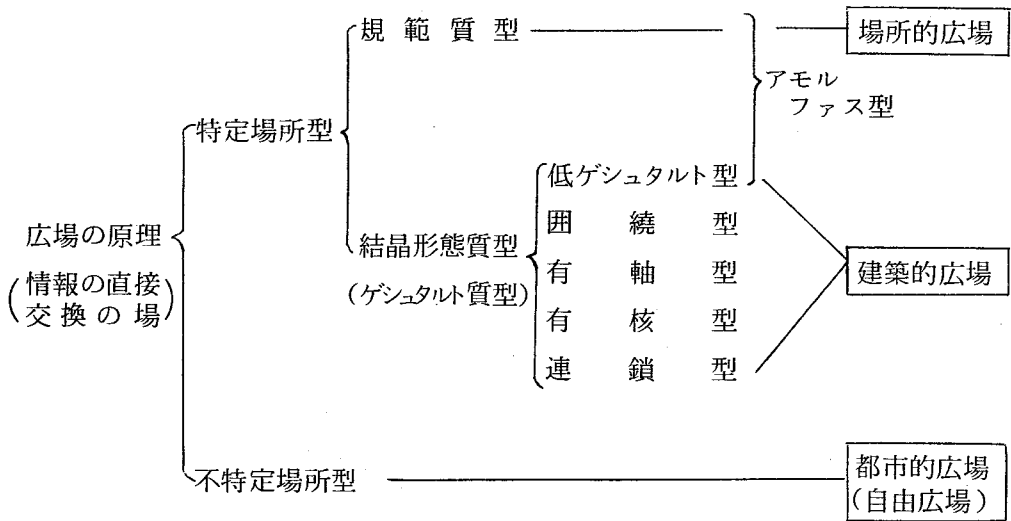 規範質型
場所的広場
アモル
ファス型
特定場所型
低ゲシュタルト型
囲繞型
広場の原理
(情報の直接
交換の場)
結晶形態質型
(ゲシュタルト質型)
有軸型
建築的広場
有核型
連鎖型
不特定場所型
都市的広場
(自由広場)